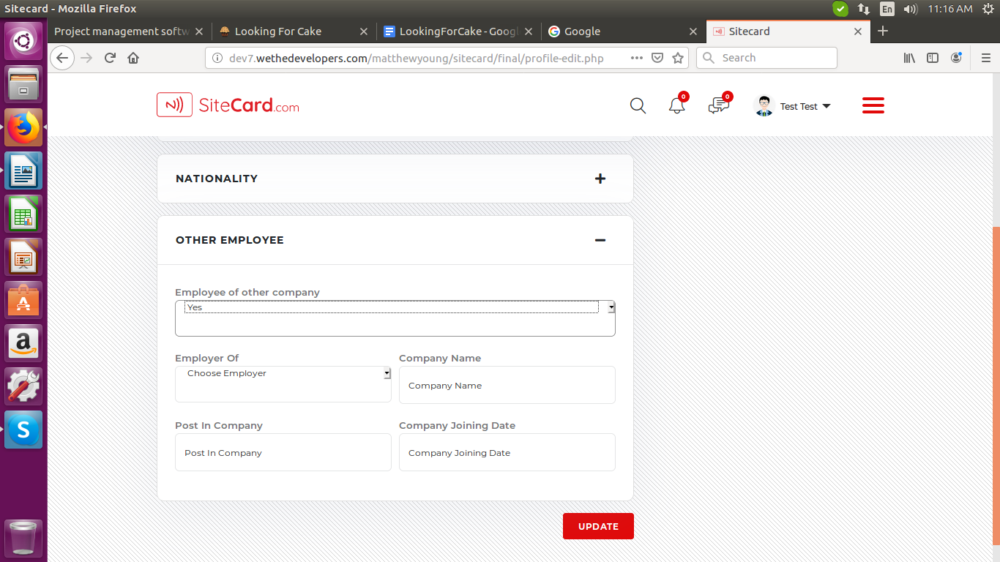 Sitecard - Mozilla Firefox
En
11:16 AM
Project management softw
Looking For Cake
LookingForCake - Googl
Google
Sitecard
dev7.wethedevelopers.com/matthewyoung/sitecard/final/profile-edit.php
Search
SiteCard.com
0
0
Test Test
NATIONALITY
OTHER EMPLOYEE
Employee of other company
Yes
Employer Of
Company Name
Choose Employer
Company Name
Post In Company
Company Joining Date
Post In Company
Company Joining Date
UPDATE